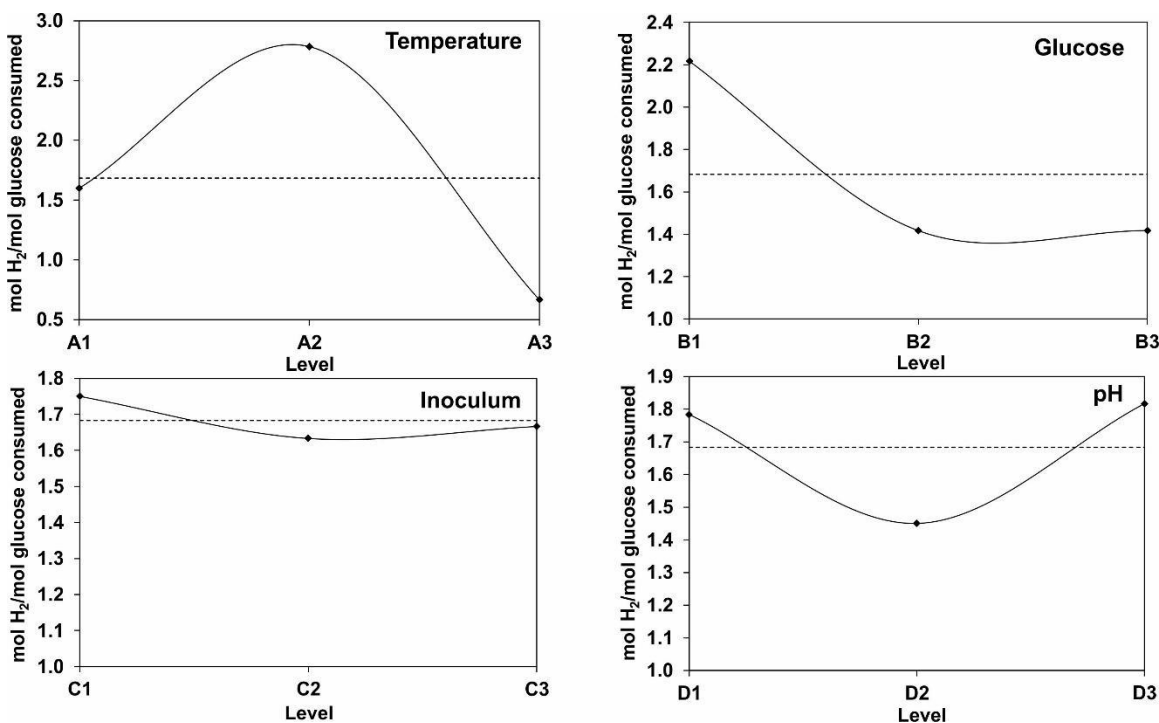 Temperature
mol H2/mol glucose consumed
3.0
2.5
2.0
1.5
1.0
0.5
A1 A2 A3
Level
Glucose
mol H2/mol glucose consumed
2.4
2.2
2.0
1.8
1.6
1.4
1.2
1.0
B1 B2 B3
Level
Inoculum
mol H2/mol glucose consumed
1.8
1.7
1.6
1.5
1.4
1.3
1.2
1.1
1.0
C1 C2 C3
Level
pH
mol H2/mol glucose consumed
1.9
1.8
1.7
1.6
1.5
1.4
1.3
1.2
1.1
1.0
D1 D2 D3
Level